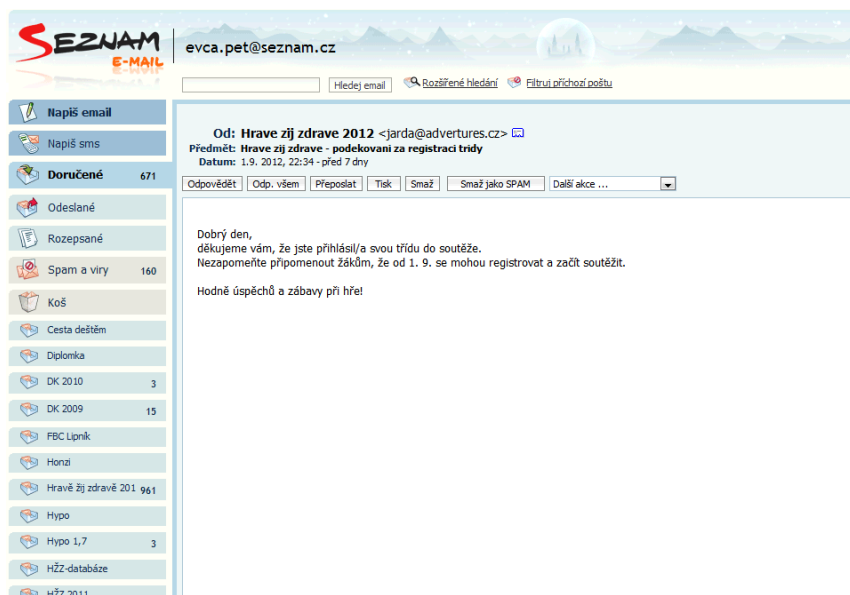 SEZNAM
E-MAIL
evca.pet@seznam.cz
Hledej email
Rozšířené hledání
Filtruj příchozí poštu
Napiš email
Napiš sms
Doručené 671
Odeslané
Rozepsané
Spam a viry 160
Koš
Cesta deštěm
Diplomka
DK 2010 3
DK 2009 15
FBC Lipník
Honzi
Hravě žij zdravě 201 961
Hypo
Hypo 1,7 3
HŽZ-databáze
HŽZ 2011
Od: Hrave zij zdrave 2012 <jarda@advertures.cz>
Předmět: Hrave zij zdrave - podekovani za registraci tridy
Datum: 1.9. 2012, 22:34 - před 7 dny
Odpovědět Odp. všem Přeposlat Tisk Smaž Smaž jako SPAM Další akce ...
Dobrý den,
děkujeme vám, že jste přihlásil/a svou třídu do soutěže.
Nezapomeňte připomenout žákům, že od 1. 9. se mohou registrovat a začít soutěžit.
Hodně úspěchů a zábavy při hře!